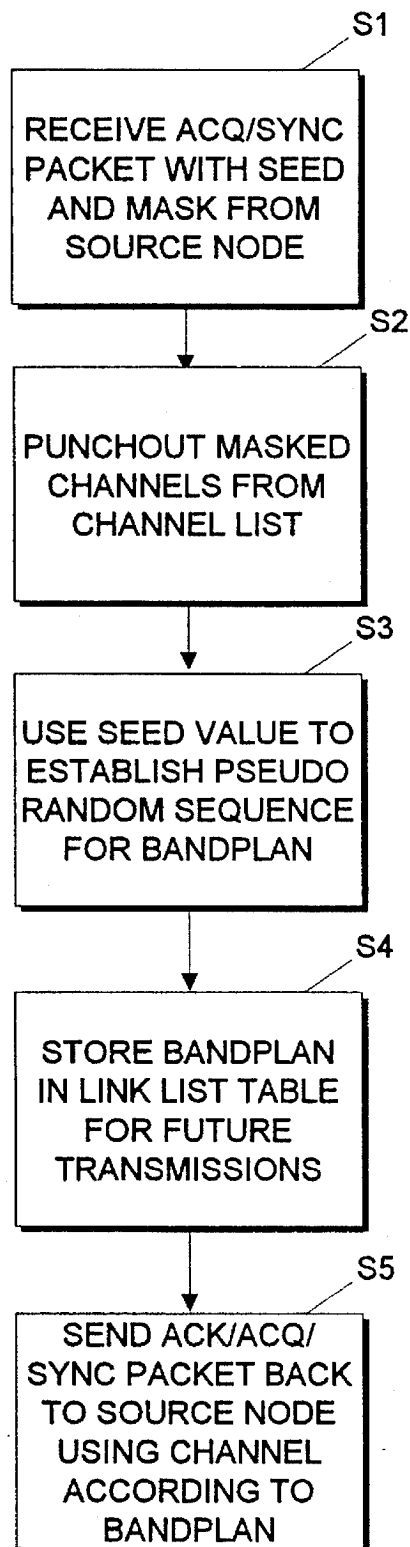 S1
RECEIVE ACQ/SYNC
PACKET WITH SEED
AND MASK FROM
SOURCE NODE
S2
PUNCHOUT MASKED
CHANNELS FROM
CHANNEL LIST
S3
USE SEED VALUE TO
ESTABLISH PSEUDO
RANDOM SEQUENCE
FOR BANDPLAN
S4
STORE BANDPLAN
IN LINK LIST TABLE
FOR FUTURE
TRANSMISSIONS
S5
SEND ACK/ACQ/
SYNC PACKET BACK
TO SOURCE NODE
USING CHANNEL
ACCORDING TO
BANDPLAN